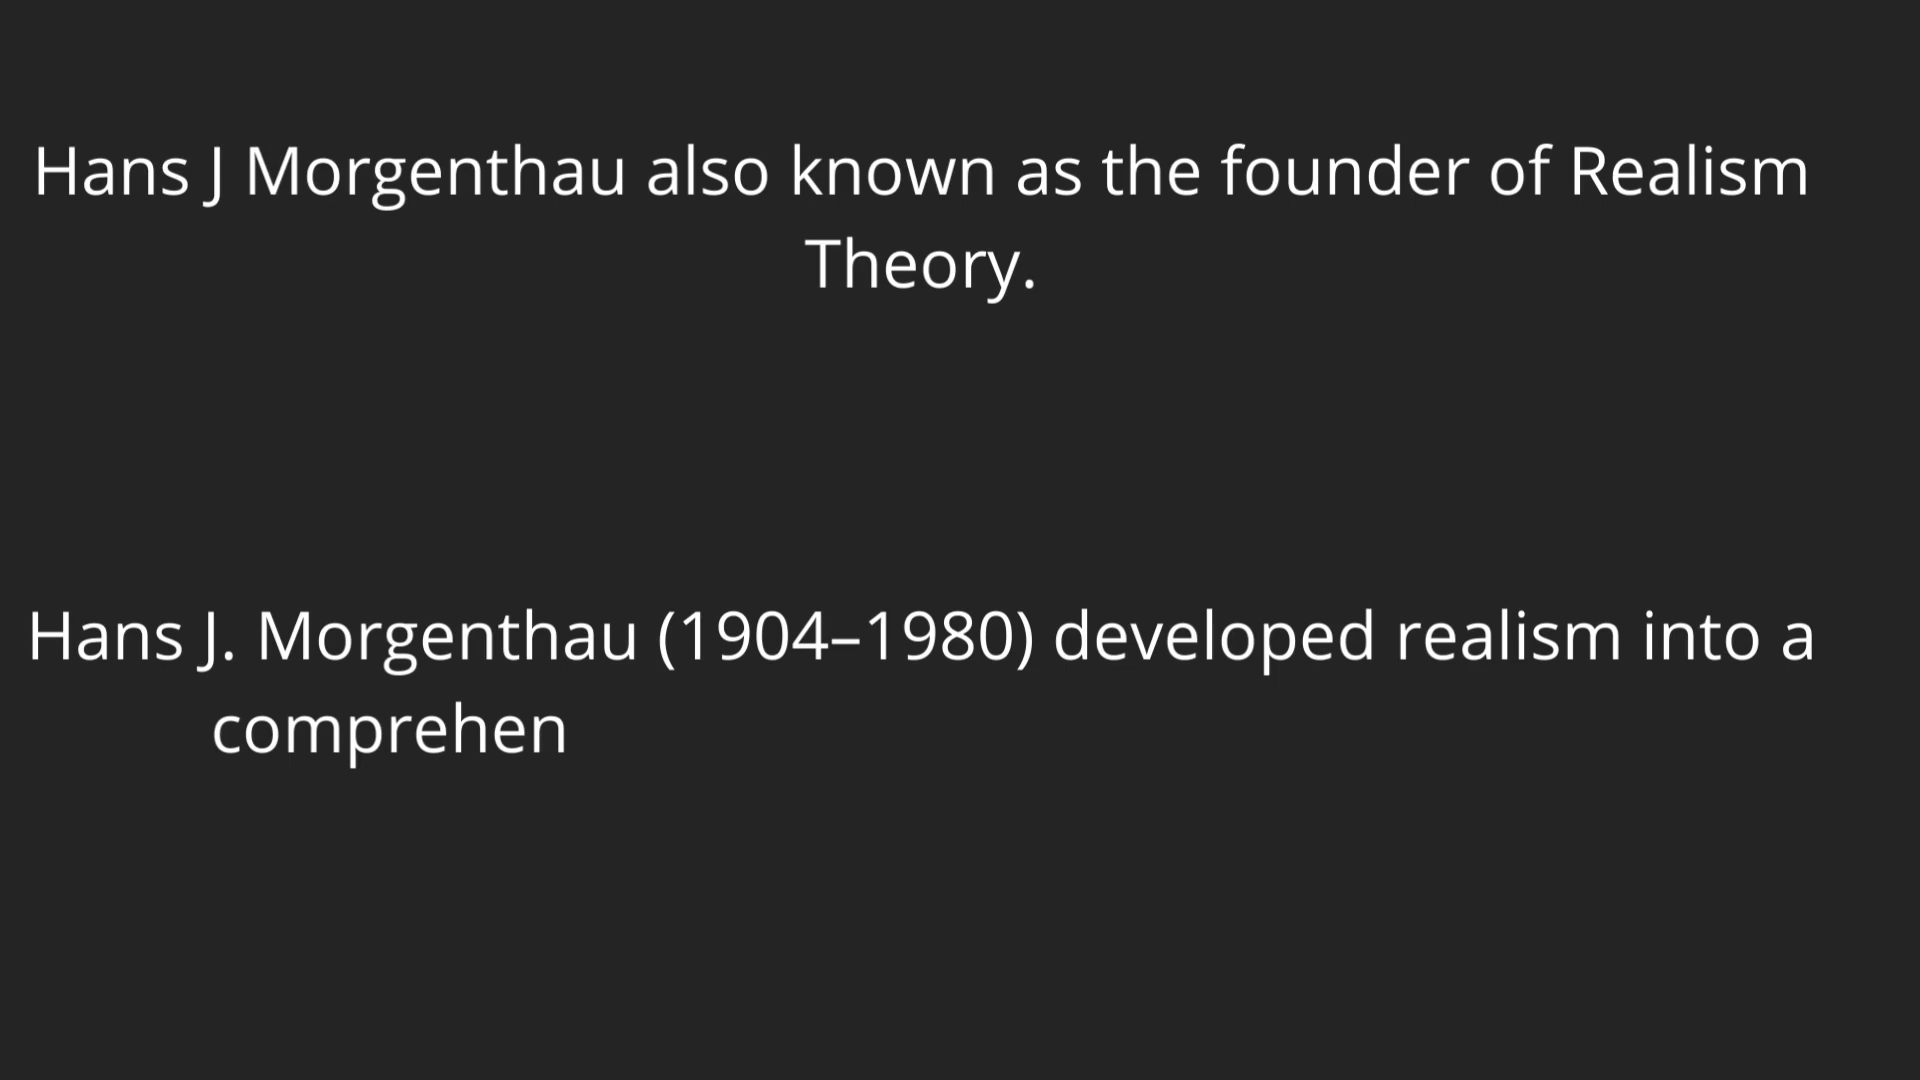 Hans J Morgenthau also known as the founder of Realism
Theory.
Hans J. Morgenthau (1904–1980) developed realism into a
comprehen